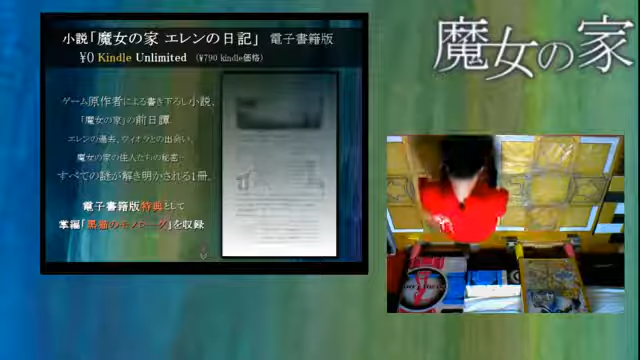 小説「魔女の家 エレンの日記」 電子書籍版
¥0 Kindle Unlimited （¥790 kindle価格）
魔女の家
ゲーム原作者による書き下ろし小説、
「魔女の家」の前日譚
エレンの過去、ヴィオラとの出会い、
魔女の家の住人たちの秘密…
すべての謎が解き明かされる1冊。
電子書籍版特典として
掌編「黒猫のモノローグ」を収録